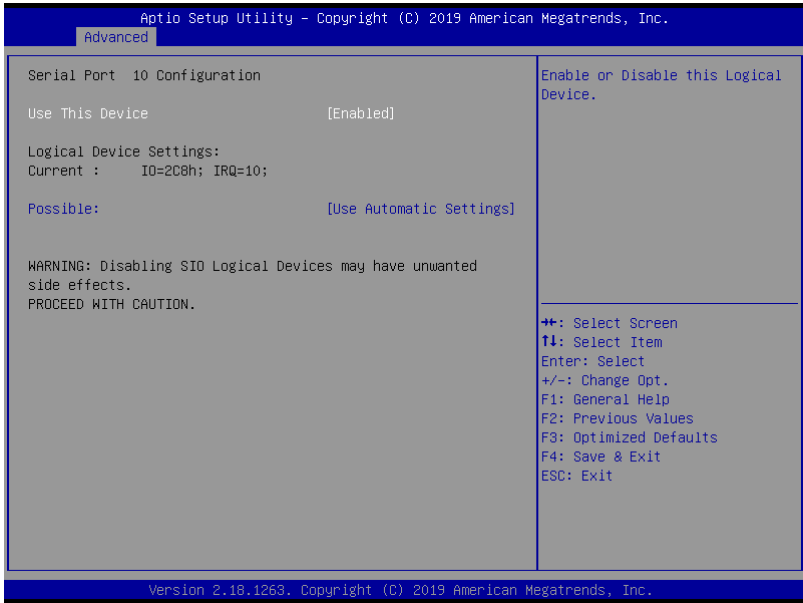 Aptio Setup Utility – Copyright (C) 2019 American Megatrends, Inc.
Advanced
Serial Port  10 Configuration
Use This Device [Enabled]
Logical Device Settings:
Current : IO=2C8h; IRQ=10;
Possible: [Use Automatic Settings]
WARNING: Disabling SIO Logical Devices may have unwanted
side effects.
PROCEED WITH CAUTION.
Enable or Disable this Logical
Device.
→←: Select Screen
↑↓: Select Item
Enter: Select
+/-: Change Opt.
F1: General Help
F2: Previous Values
F3: Optimized Defaults
F4: Save & Exit
ESC: Exit
Version 2.18.1263. Copyright (C) 2019 American Megatrends, Inc.